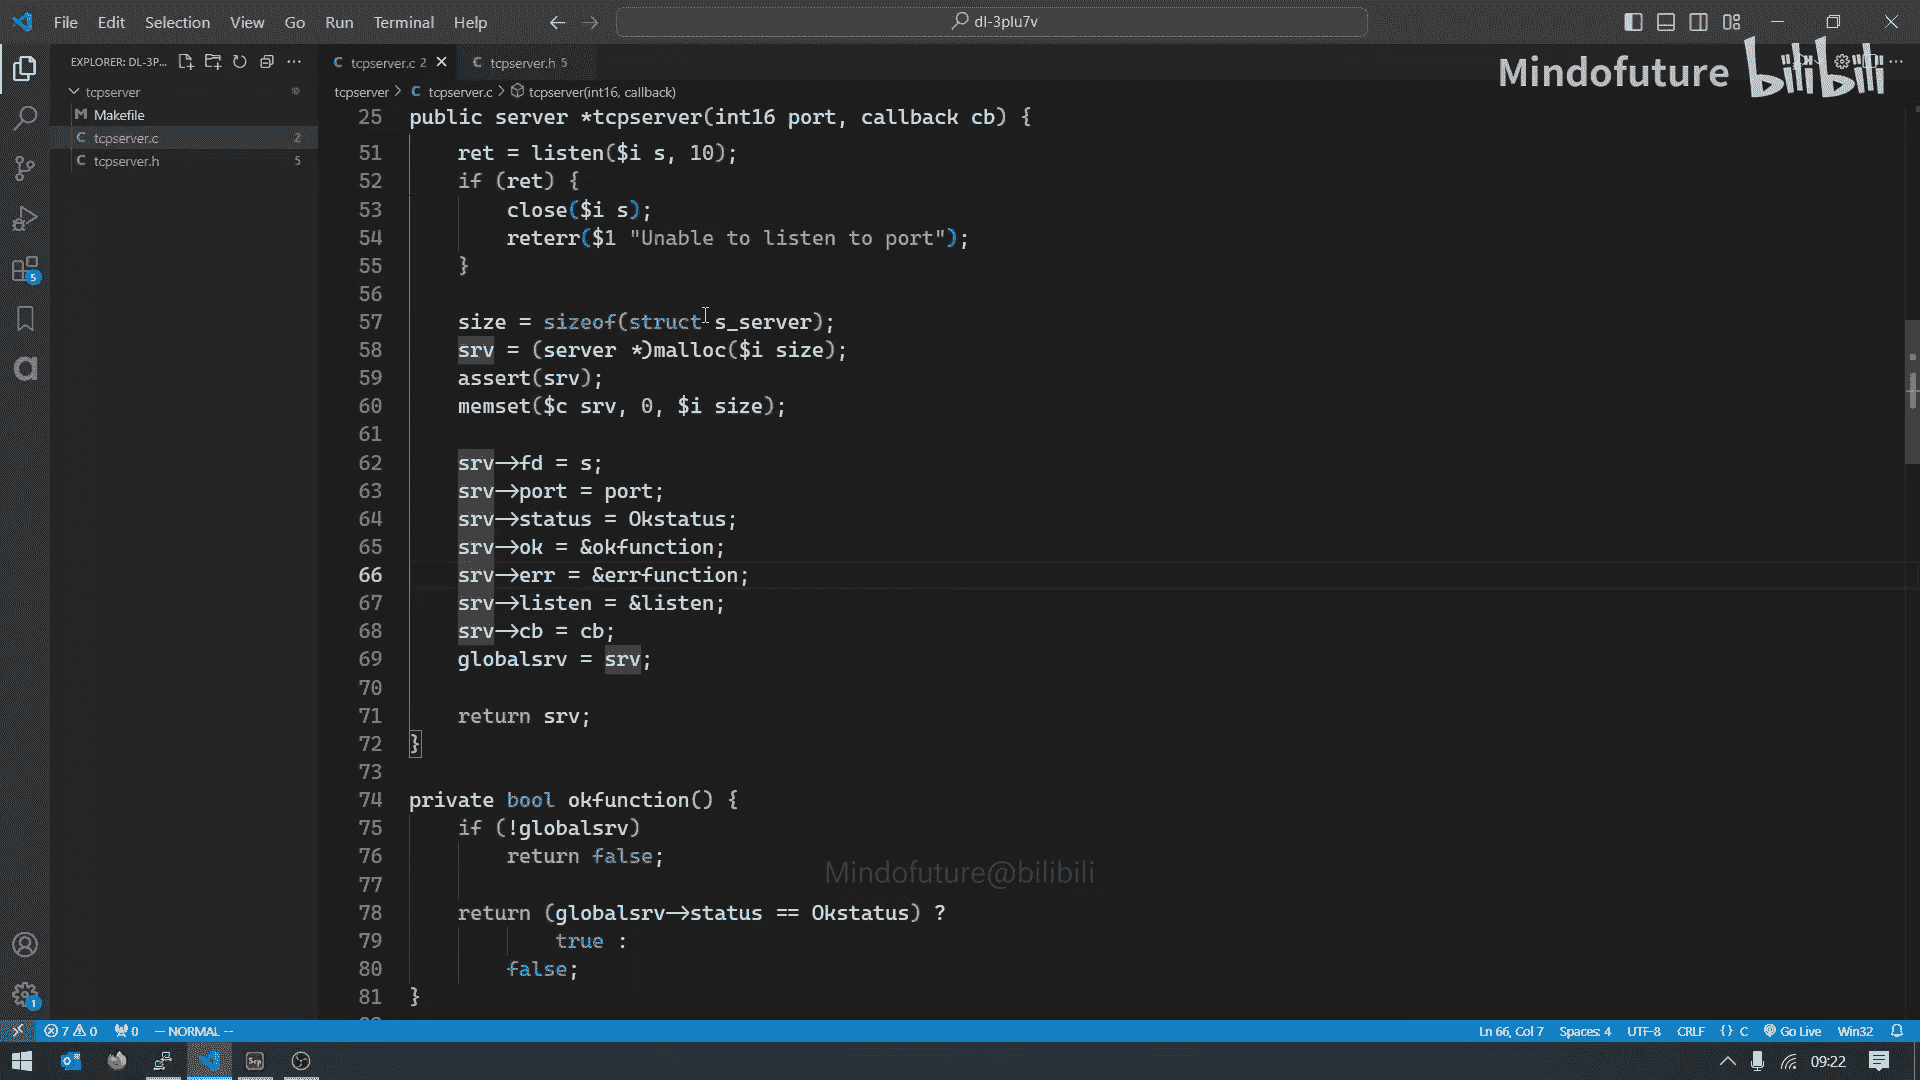 File Edit Selection View Go Run Terminal Help
dl-3plu7v
EXPLORER: DL-3P...
tcpserver.c 2
tcpserver.h 5
Mindofuture bilibili
tcpserver
tcpserver > C tcpserver.c > tcpserver(int16, callback)
M Makefile
C tcpserver.c 2
C tcpserver.h 5
25 public server *tcpserver(int16 port, callback cb) {
51 ret = listen($i s, 10);
52 if (ret) {
53 close($i s);
54 reterr($1 "Unable to listen to port");
55 }
56
57 size = sizeof(struct s_server);
58 srv = (server *)malloc($i size);
59 assert(srv);
60 memset($c srv, 0, $i size);
61
62 srv->fd = s;
63 srv->port = port;
64 srv->status = Okstatus;
65 srv->ok = &okfunction;
66 srv->err = &errfunction;
67 srv->listen = &listen;
68 srv->cb = cb;
69 globalsrv = srv;
70
71 return srv;
72 }
73
74 private bool okfunction() {
75 if (!globalsrv)
76 return false;
77
Mindofuture@bilibili
78 return (globalsrv->status == Okstatus) ?
79 true :
80 false;
81 }
5
1
7 0 0 -- NORMAL -- Ln 66, Col 7 Spaces: 4 UTF-8 CRLF {} C Go Live Win32
09:22